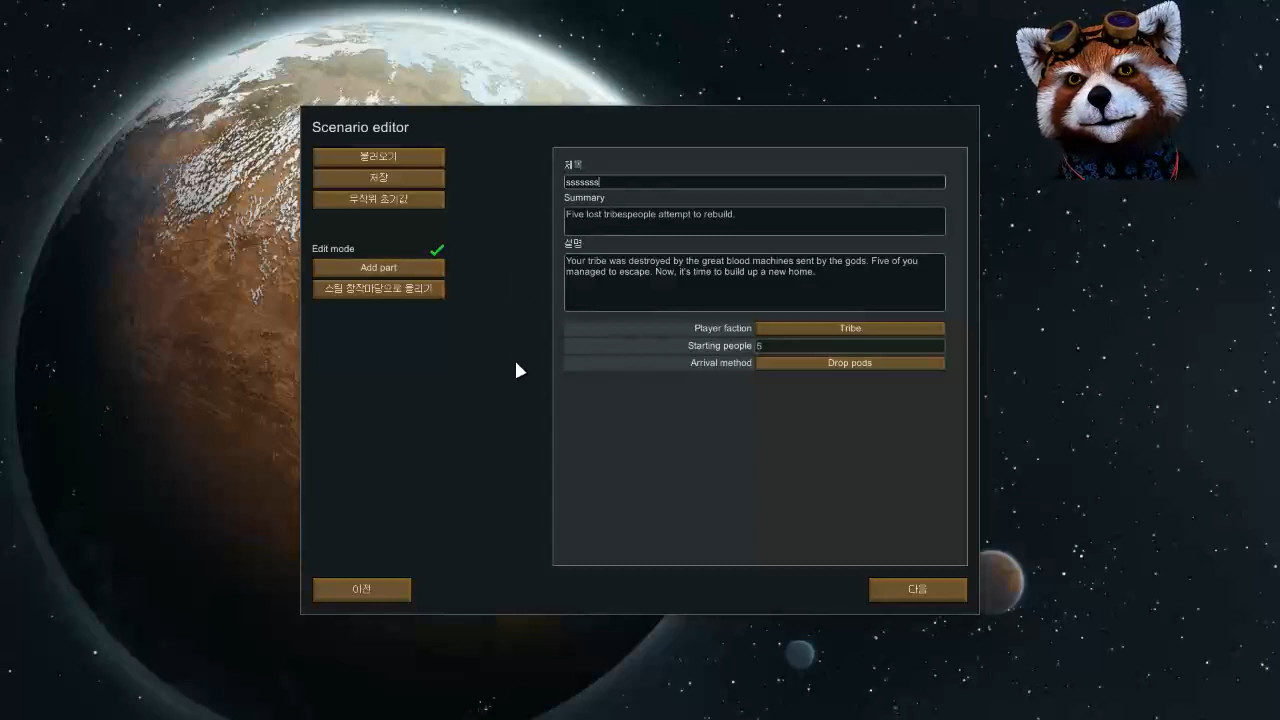 Scenario editor
불러오기
저장
무작위 초기값
Edit mode
Add part
스팀 창작마당으로 올리기
제목
sssssss
Summary
Five lost tribespeople attempt to rebuild.
설명
Your tribe was destroyed by the great blood machines sent by the gods. Five of you
managed to escape. Now, it's time to build up a new home.
Player faction Tribe
Starting people 5
Arrival method Drop pods
이전
다음